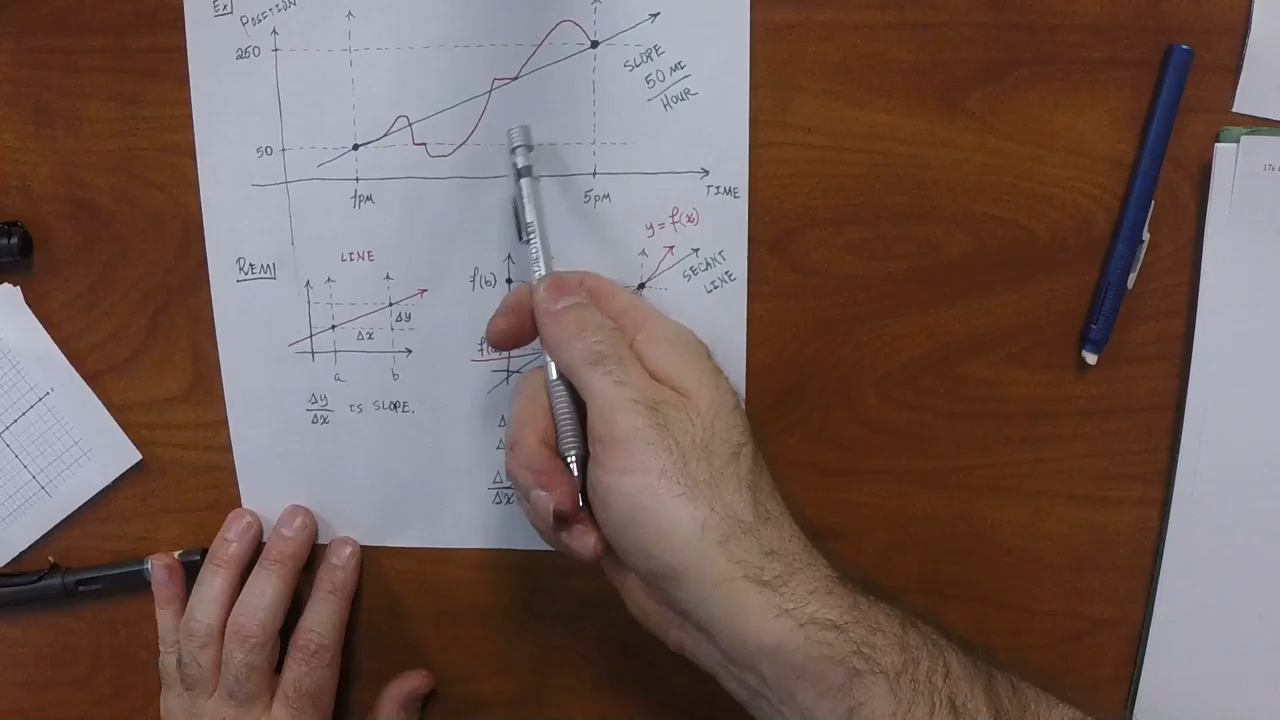 Ex
POSITION
250
50
1PM
5PM
TIME
SLOPE
50 MI
HOUR
REM
LINE
Δy
Δx
a
b
Δy
Δx
IS SLOPE.
y = f(x)
SECANT
LINE
f(b)
Δ
Δ
Δ
Δx